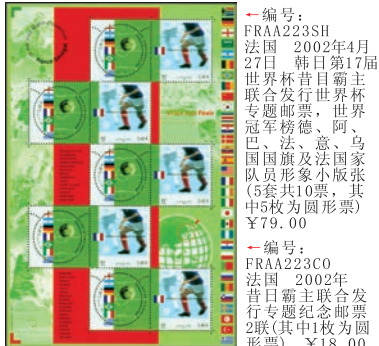 ←编号:
FRAA223SH
法国 2002年4月
27日 韩日第17届
世界杯昔目霸主
联合发行世界杯
专题邮票，世界
冠军榜德、阿、
巴、法、意、乌
国国旗及法国家
队员形象小版张
(5套共10票，其
中5枚为圆形票)
￥79.00
←编号:
FRAA223CO
法国 2002年
昔日霸主联合发
行专题纪念邮票
2联(其中1枚为圆
形票) ￥18.00